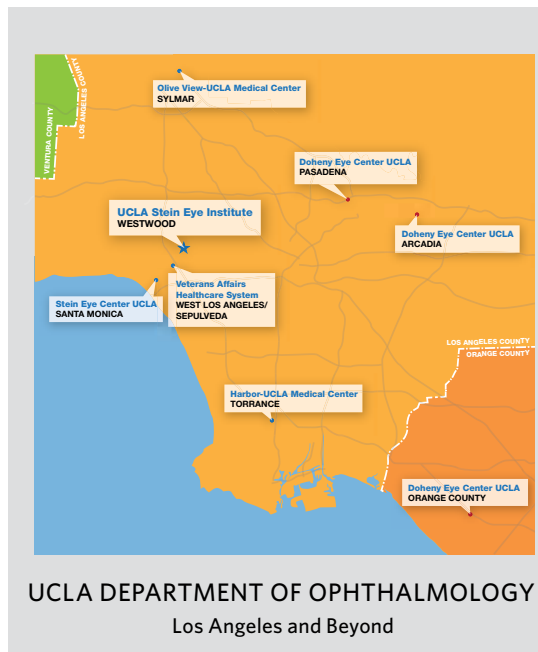 VENTURA COUNTY
LOS ANGELES COUNTY
Olive View-UCLA Medical Center
SYLMAR
Doheny Eye Center UCLA
PASADENA
UCLA Stein Eye Institute
WESTWOOD
Doheny Eye Center UCLA
ARCADIA
Veterans Affairs
Healthcare System
WEST LOS ANGELES/
SEPULVEDA
Stein Eye Center UCLA
SANTA MONICA
LOS ANGELES COUNTY
ORANGE COUNTY
Harbor-UCLA Medical Center
TORRANCE
Doheny Eye Center UCLA
ORANGE COUNTY
UCLA DEPARTMENT OF OPHTHALMOLOGY
Los Angeles and Beyond